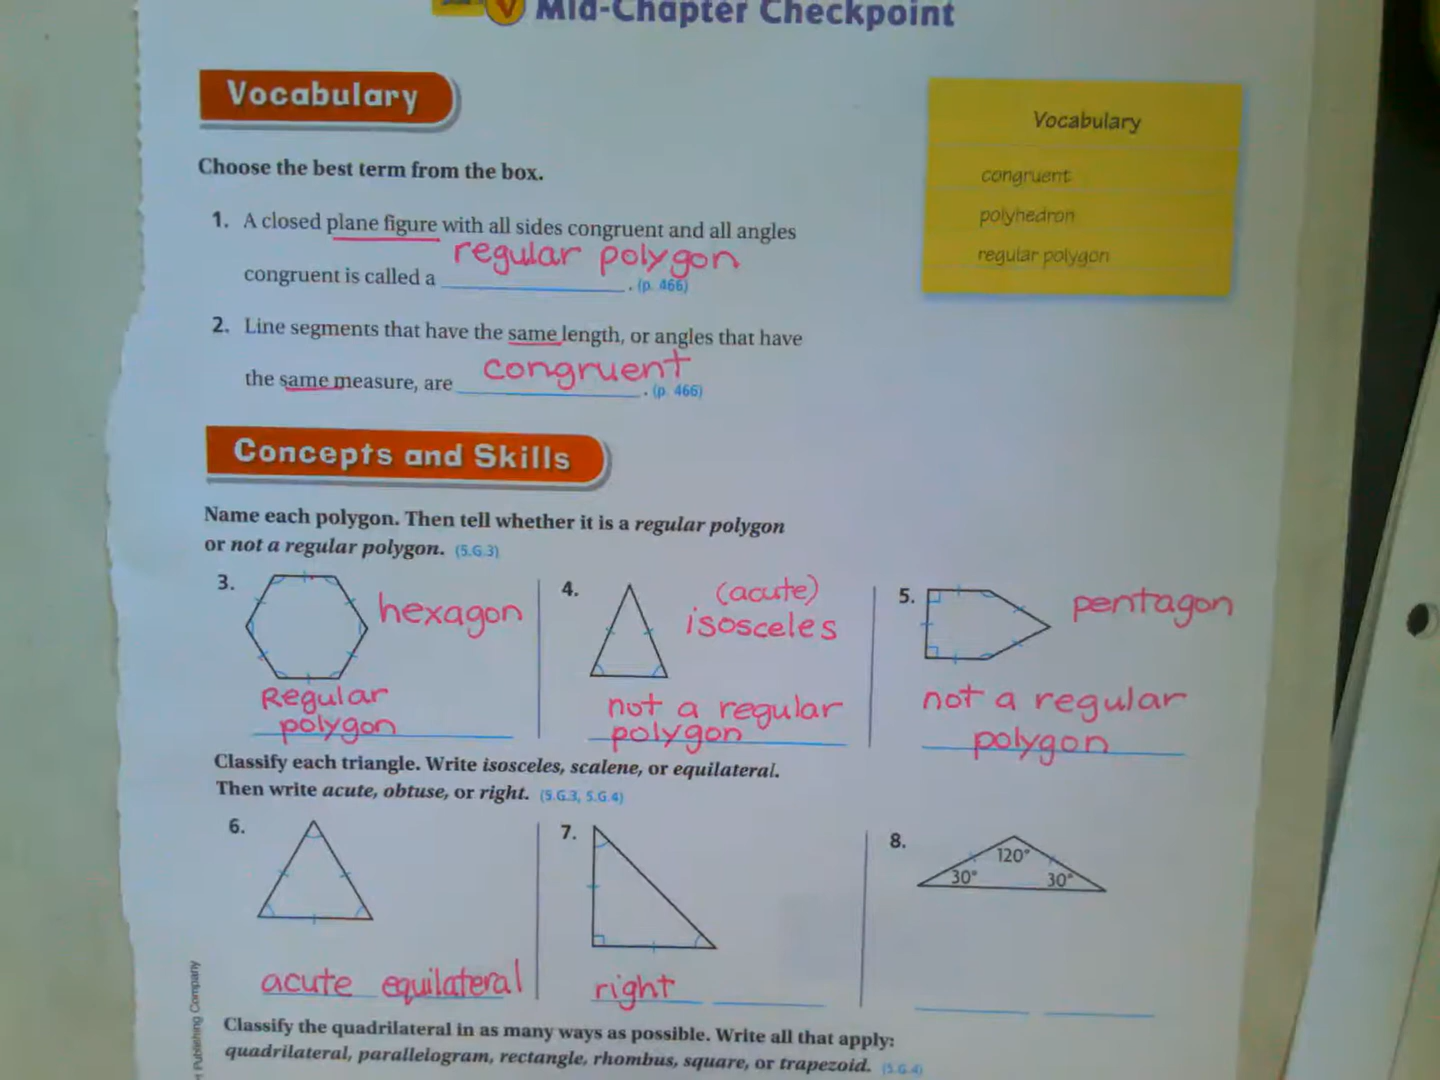 Mid-Chapter Checkpoint
Vocabulary
Vocabulary
congruent
polyhedron
regular polygon
Choose the best term from the box.
1. A closed plane figure with all sides congruent and all angles
regular polygon
congruent is called a ____________. (p. 466)
2. Line segments that have the same length, or angles that have
congruent
the same measure, are ____________. (p. 466)
Concepts and Skills
Name each polygon. Then tell whether it is a regular polygon
or not a regular polygon. (5.G.3)
3.
hexagon
Regular
polygon
4.
(acute)
isosceles
not a regular
polygon
5.
pentagon
not a regular
polygon
Classify each triangle. Write isosceles, scalene, or equilateral.
Then write acute, obtuse, or right. (5.G.3, 5.G.4)
6.
acute equilateral
7.
right
8.
120°
30° 30°
Classify the quadrilateral in as many ways as possible. Write all that apply:
quadrilateral, parallelogram, rectangle, rhombus, square, or trapezoid. (5.G.4)
Publishing Company